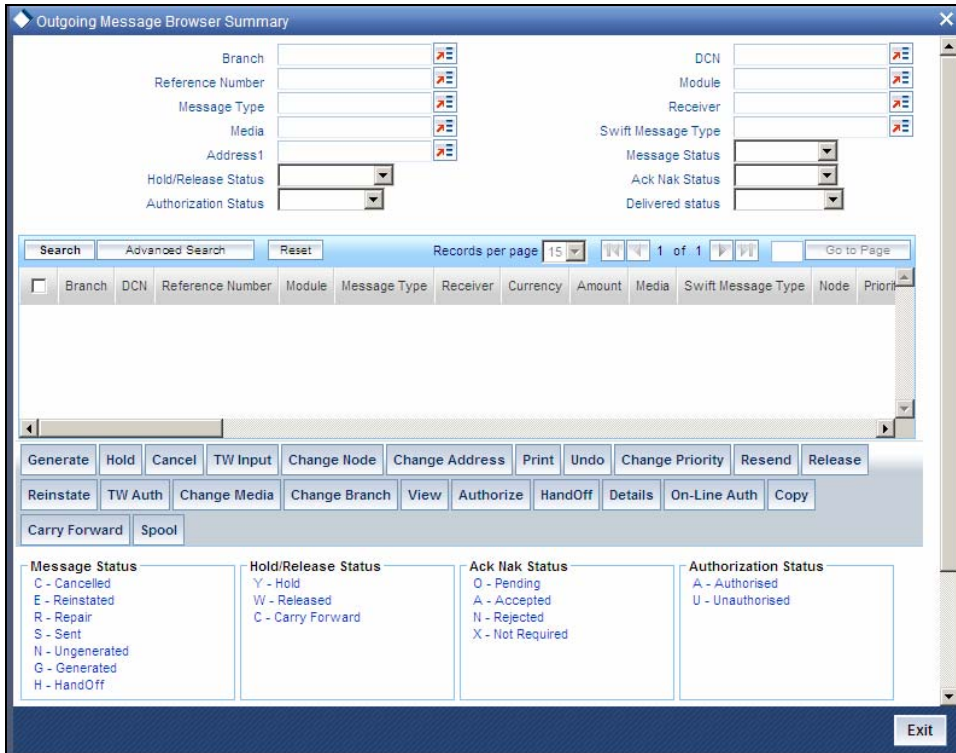 Outgoing Message Browser Summary
Branch
DCN
Reference Number
Module
Message Type
Receiver
Media
Swift Message Type
Address1
Message Status
Hold/Release Status
Ack Nak Status
Authorization Status
Delivered status
Search Advanced Search Reset Records per page 15 1 of 1 Go to Page
Branch DCN Reference Number Module Message Type Receiver Currency Amount Media Swift Message Type Node Priorit
Generate Hold Cancel TW Input Change Node Change Address Print Undo Change Priority Resend Release
Reinstate TW Auth Change Media Change Branch View Authorize HandOff Details On-Line Auth Copy
Carry Forward Spool
Message Status
C - Cancelled
E - Reinstated
R - Repair
S - Sent
N - Ungenerated
G - Generated
H - HandOff
Hold/Release Status
Y - Hold
W - Released
C - Carry Forward
Ack Nak Status
O - Pending
A - Accepted
N - Rejected
X - Not Required
Authorization Status
A - Authorised
U - Unauthorised
Exit